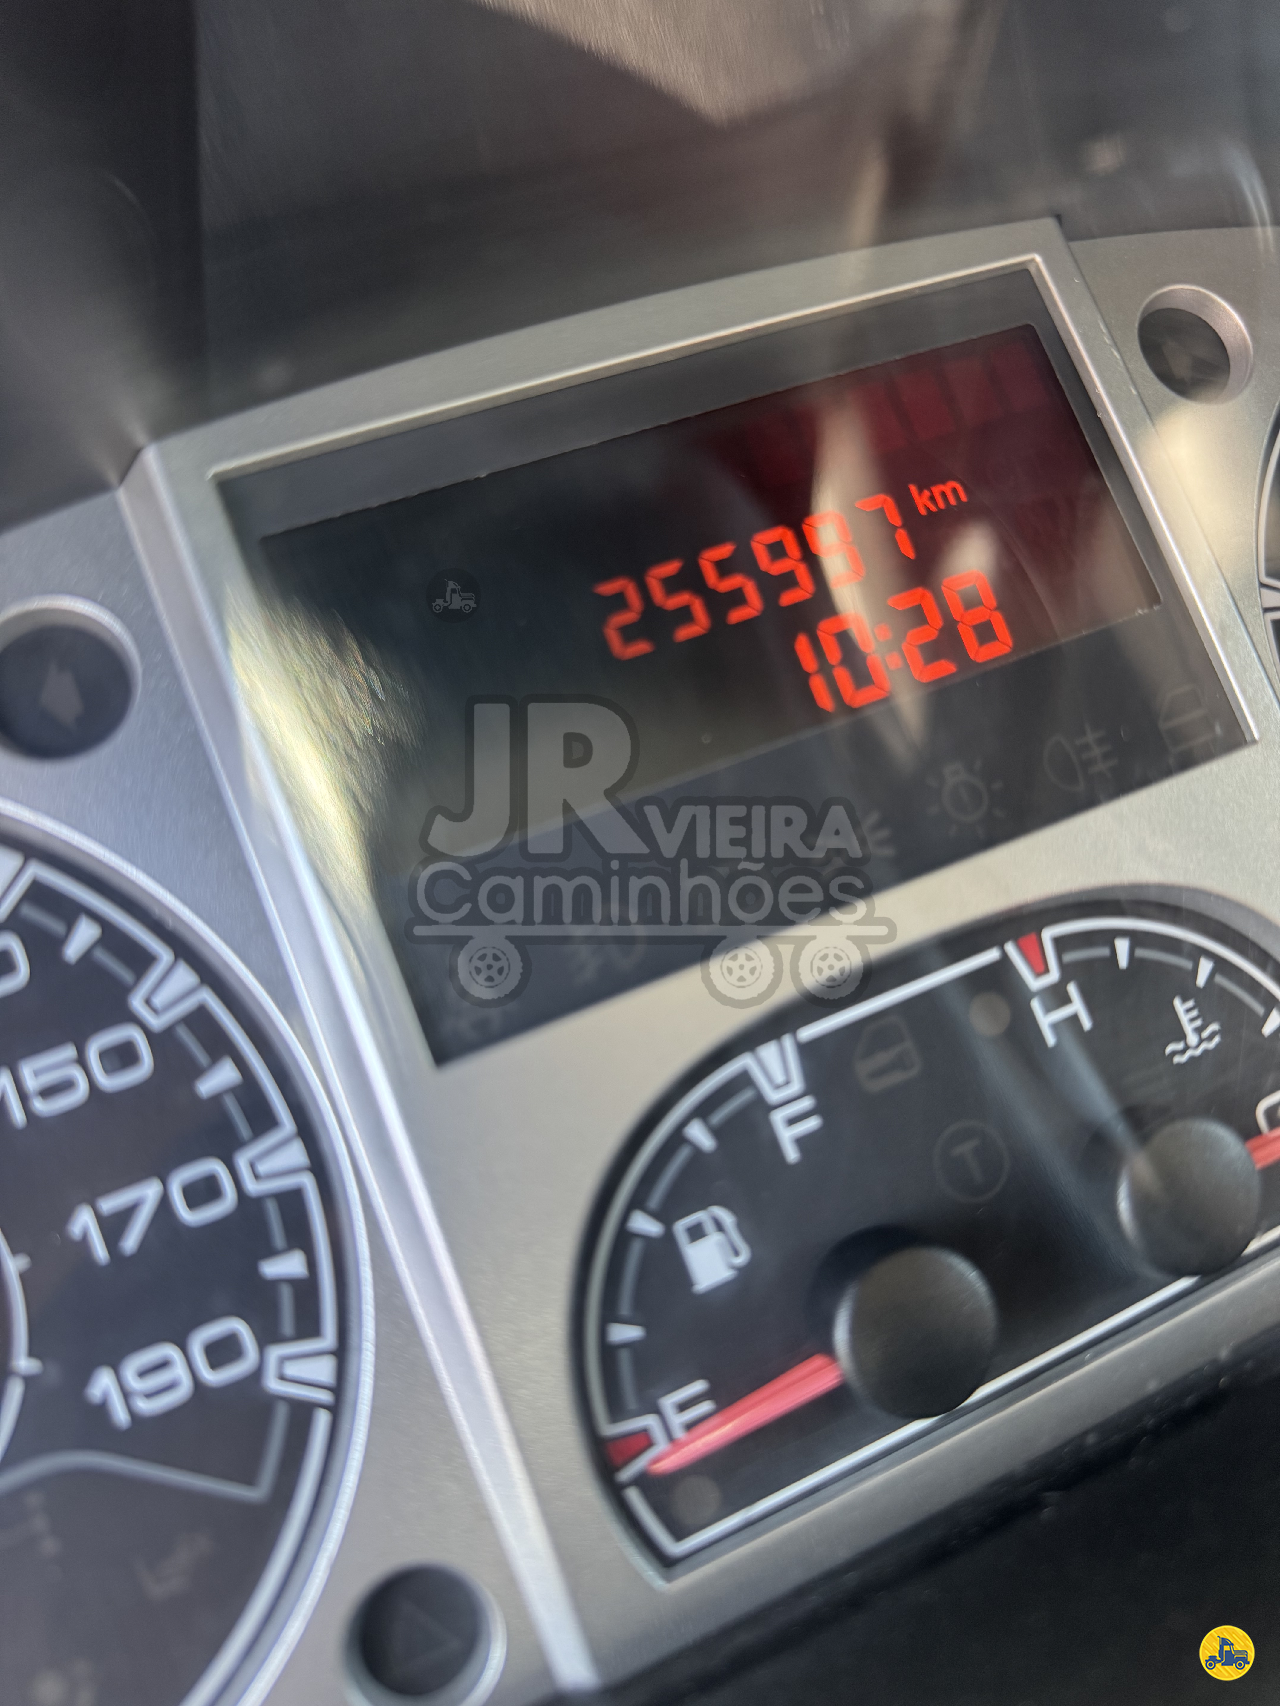 255997 km
10:28
JR VIEIRA
Caminhões
150
170
190
F
E
H